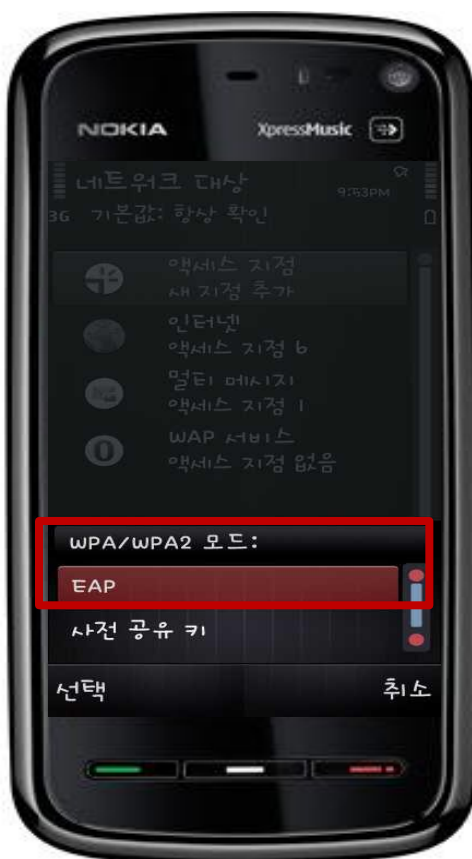 NOKIA XpressMusic
네트워크 대상
9:53PM
3G 기본값: 항상 확인
액세스 지점
새 지점 추가
인터넷
액세스 지점 6
멀티 메시지
액세스 지점 1
WAP 서비스
액세스 지점 없음
WPA/WPA2 모드:
EAP
사전 공유 키
선택 취소